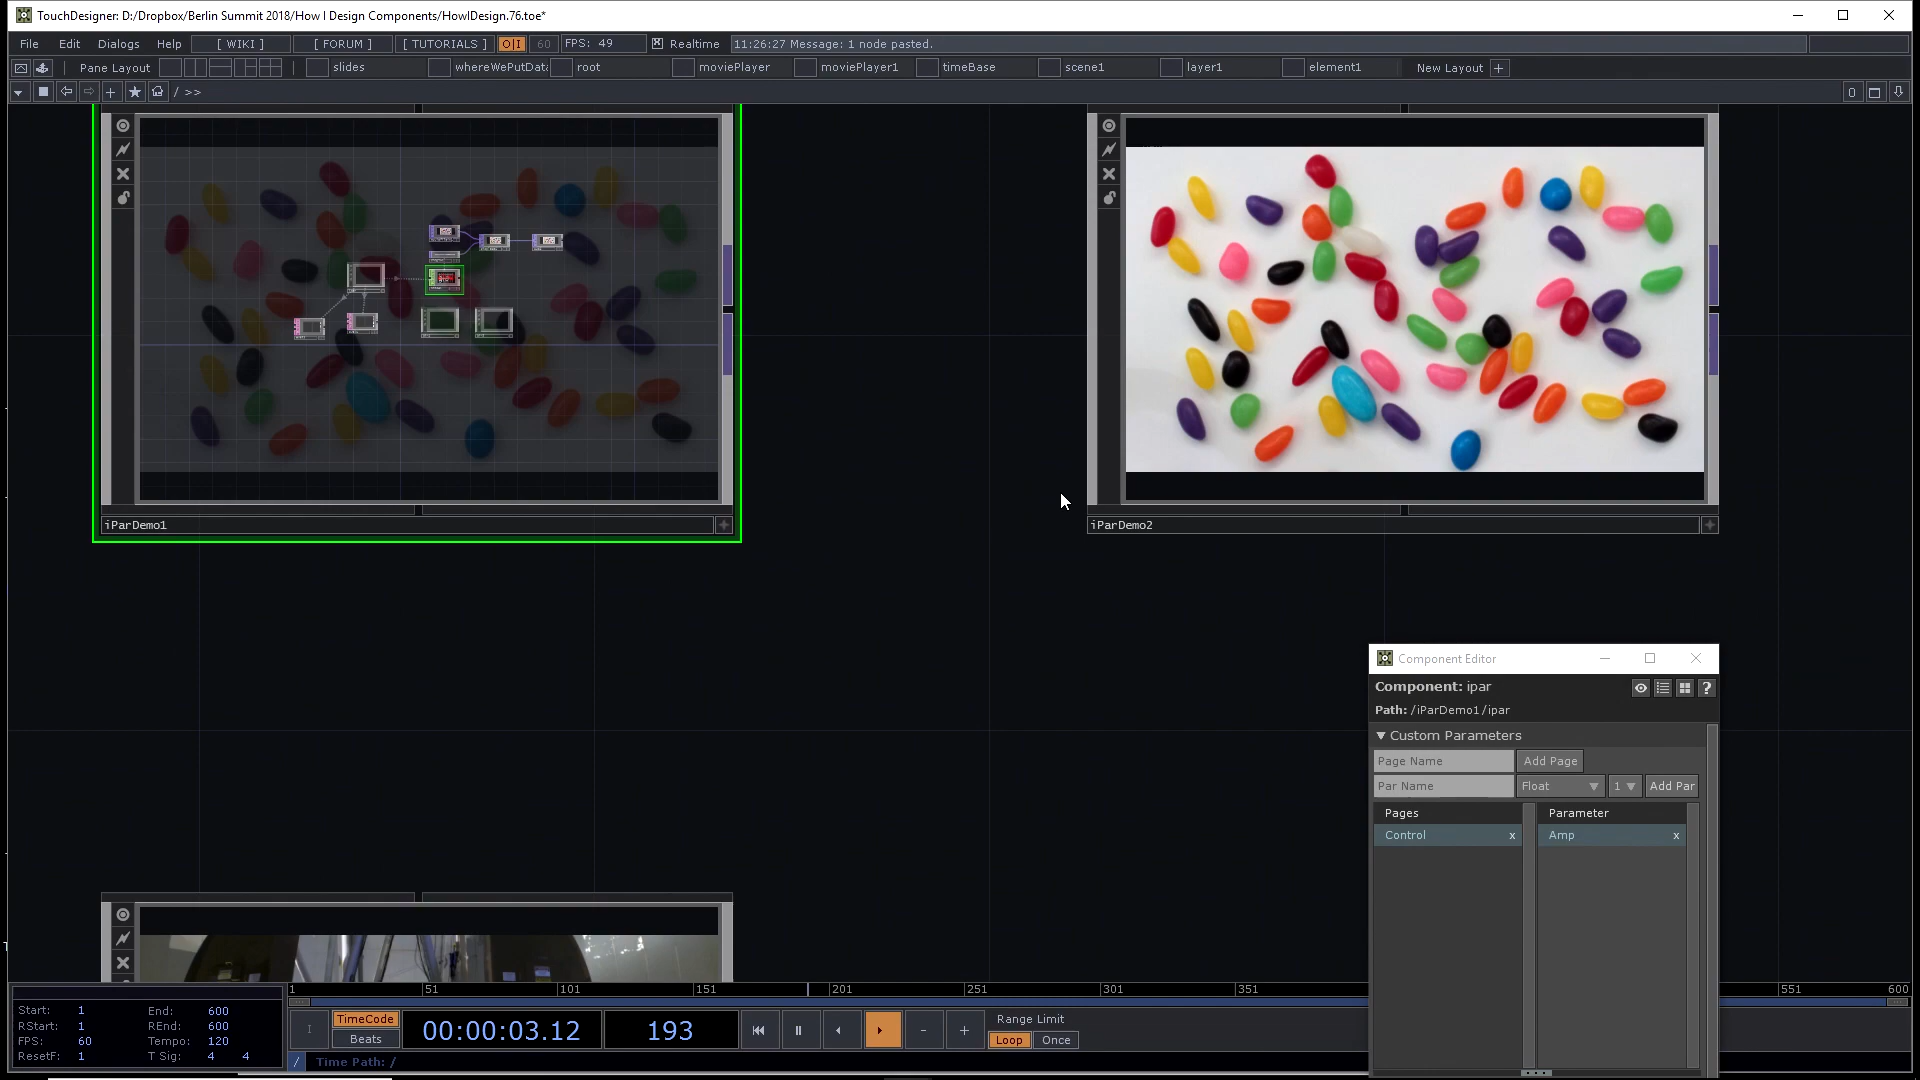 TouchDesigner: D:/Dropbox/Berlin Summit 2018/How I Design Components/HowIDesign.76.toe*
File Edit Dialogs Help [ WIKI ] [ FORUM ] [ TUTORIALS ] O|I 60 FPS: 49 Realtime 11:26:27 Message: 1 node pasted.
Pane Layout slides whereWePutData root moviePlayer moviePlayer1 timeBase scene1 layer1 element1 New Layout +
/ >> 0
iParDemo1
iParDemo2
Component Editor
Component: ipar
Path: /iParDemo1/ipar
Custom Parameters
Page Name Add Page
Par Name Float 1 Add Par
Pages Parameter
Control x Amp x
1 51 101 151 201 251 301 351 551 600
Start: 1 End: 600
RStart: 1 REnd: 600
FPS: 60 Tempo: 120
ResetF: 1 T Sig: 4 4
TimeCode
Beats
00:00:03.12 193
Range Limit
Loop Once
/ Time Path: /